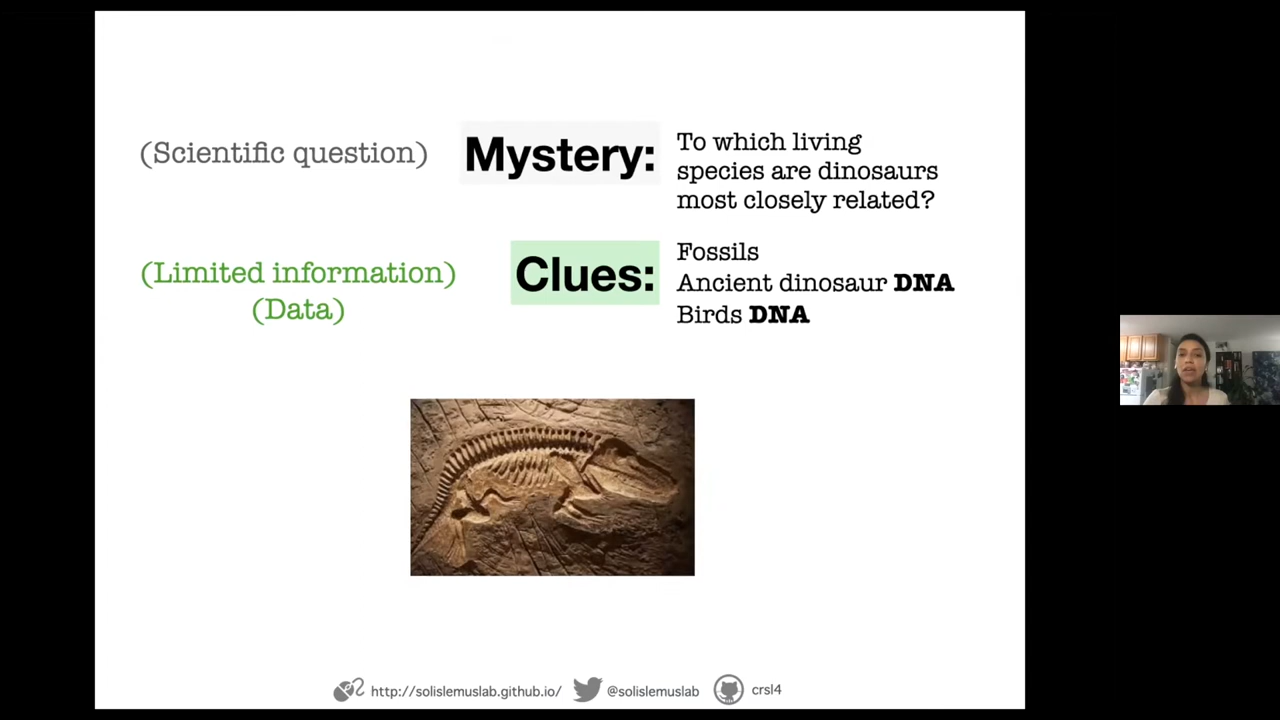 (Scientific question)
Mystery:
To which living
species are dinosaurs
most closely related?
(Limited information)
(Data)
Clues:
Fossils
Ancient dinosaur DNA
Birds DNA
http://solislemuslab.github.io/
@solislemuslab
crsl4